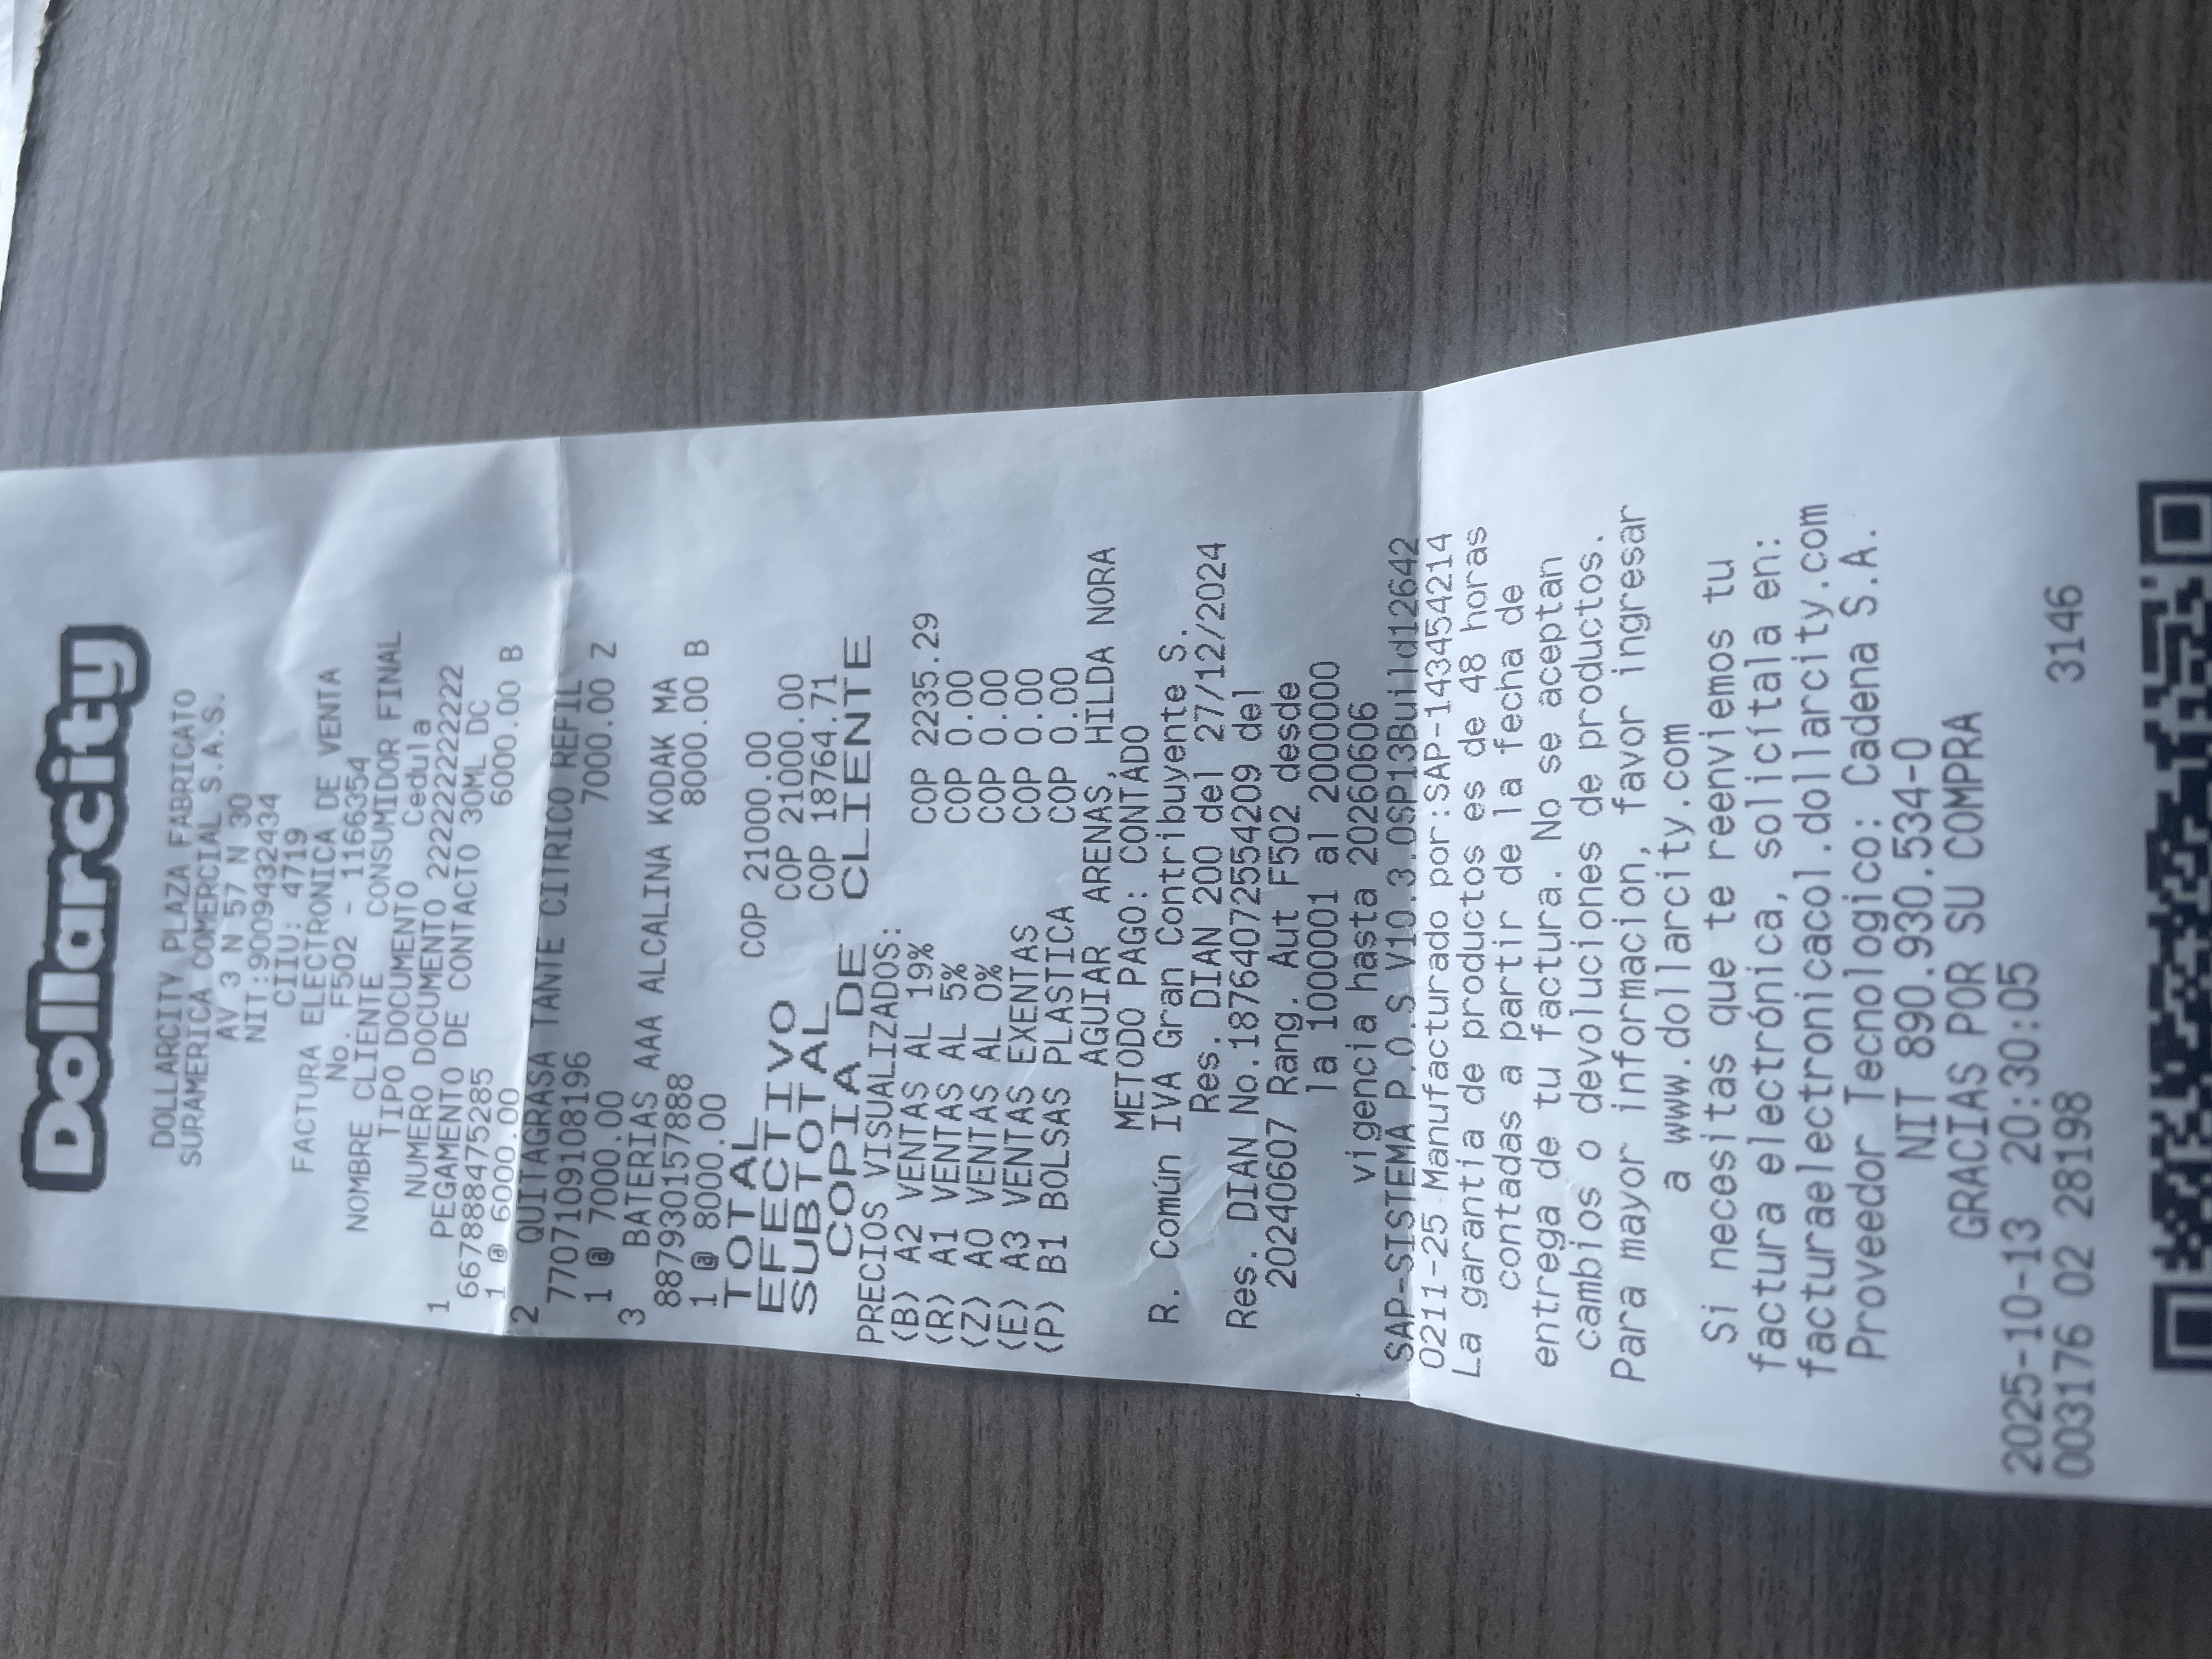 Dollarcity
DOLLARCITY PLAZA FABRICATO
SURAMERICA COMERCIAL S.A.S.
AV 3 N 57 N 30
NIT:900943243​4
CIIU: 4719
FACTURA ELECTRONICA DE VENTA
No. F502 - 1166354
NOMBRE CLIENTE CONSUMIDOR FINAL
TIPO DOCUMENTO Cedula
NUMERO DOCUMENTO 222222222222
1 PEGAMENTO DE CONTACTO 30ML DC
667888475285
1 @ 6000.00 6000.00 B
2 QUITAGRASA TANTE CITRICO REFIL
7707109108196
1 @ 7000.00 7000.00 Z
3 BATERIAS AAA ALCALINA KODAK MA
887930157888
1 @ 8000.00 8000.00 B
TOTAL COP 21000.00
EFECTIVO COP 21000.00
SUBTOTAL COP 18764.71
COPIA DE CLIENTE
PRECIOS VISUALIZADOS:
(B) A2 VENTAS AL 19% COP 2235.29
(R) A1 VENTAS AL 5% COP 0.00
(Z) A0 VENTAS AL 0% COP 0.00
(E) A3 VENTAS EXENTAS COP 0.00
(P) B1 BOLSAS PLASTICA COP 0.00
AGUIAR ARENAS, HILDA NORA
METODO PAGO: CONTADO
R. Común IVA Gran Contribuyente S.
Res. DIAN 200 del 27/12/2024
Res. DIAN No.18764072554209 del
20240607 Rang. Aut F502 desde
la 1000001 al 2000000
vigencia hasta 20260606
SAP-SISTEMA P.O.S V10.3.0SP13Build12642
0211-25 Manufacturado por:SAP-143454214
La garantía de productos es de 48 horas
contadas a partir de la fecha de
entrega de tu factura. No se aceptan
cambios o devoluciones de productos.
Para mayor informacion, favor ingresar
a www.dollarcity.com
Si necesitas que te reenviemos tu
factura electrónica, solicítala en:
facturaelectronicacol.dollarcity.com
Proveedor Tecnologico: Cadena S.A.
NIT 890.930.534-0
GRACIAS POR SU COMPRA
2025-10-13 20:30:05
003176 02 28198 3146